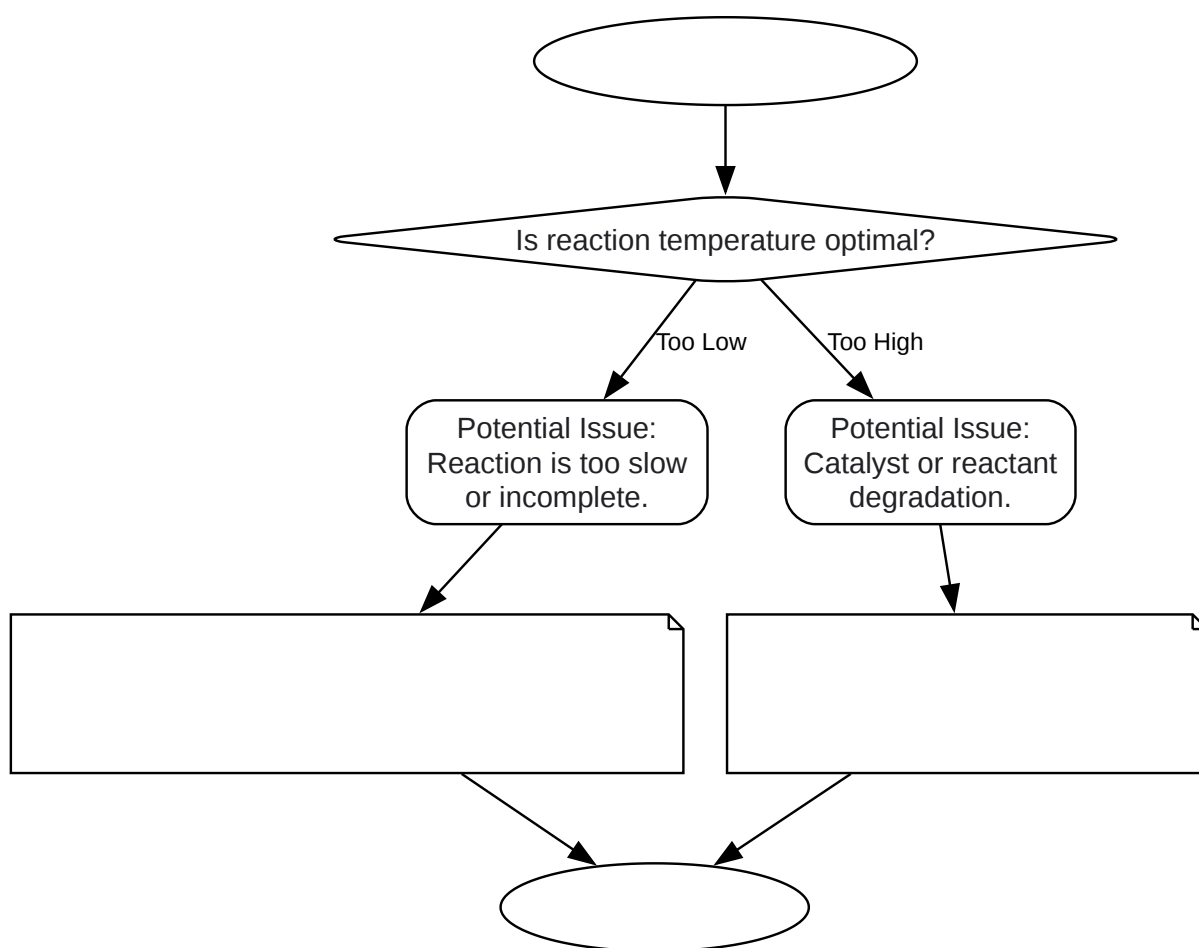 Is reaction temperature optimal?
Too Low
Too High
Potential Issue:
Reaction is too slow
or incomplete.
Potential Issue:
Catalyst or reactant
degradation.